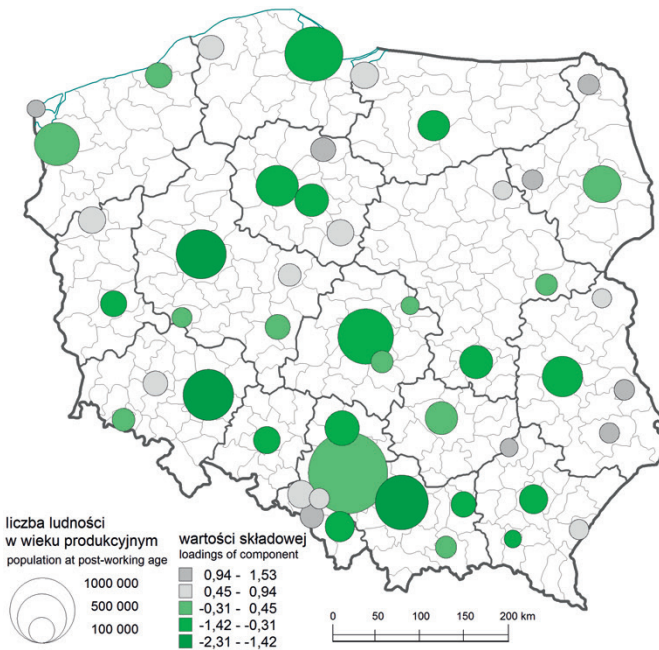 liczba ludności
w wieku produkcyjnym
population at post-working age
1000 000
500 000
100 000
wartości składowej
loadings of component
0,94 - 1,53
0,45 - 0,94
-0,31 - 0,45
-1,42 - -0,31
-2,31 - -1,42
0 50 100 150 200 km